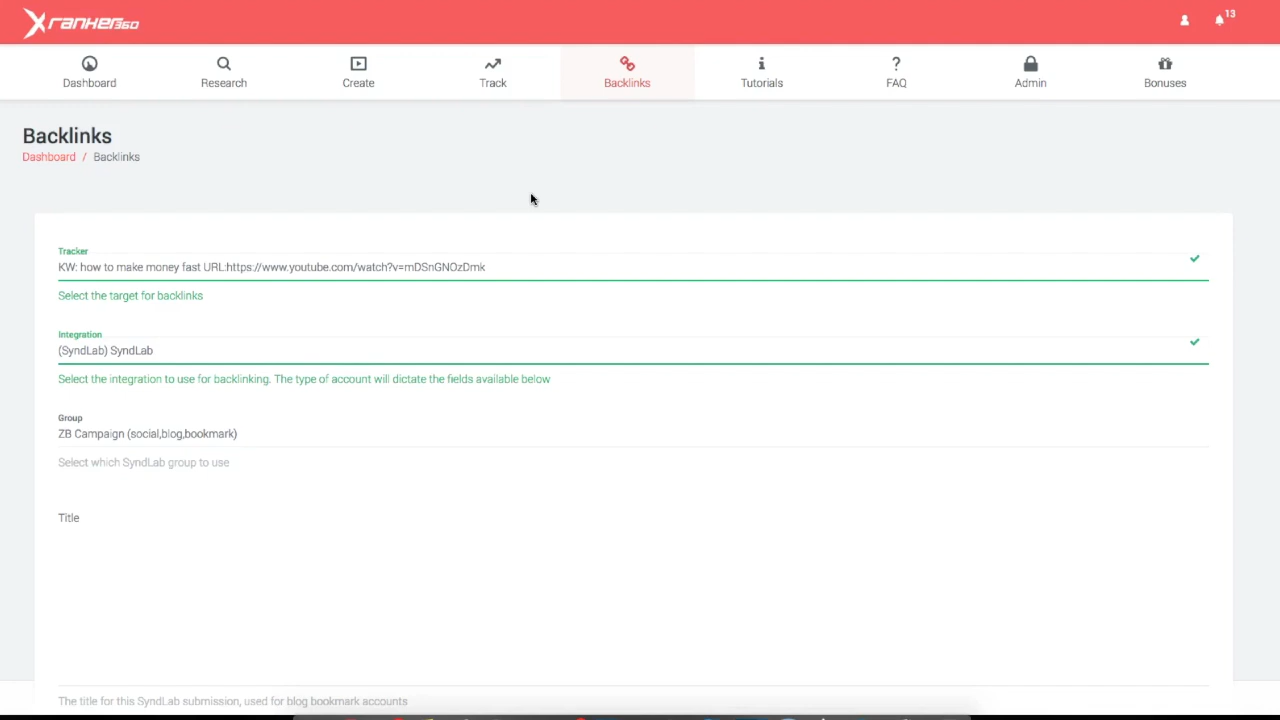 Xranker360
13
Dashboard
Research
Create
Track
Backlinks
Tutorials
FAQ
Admin
Bonuses
Backlinks
Dashboard / Backlinks
Tracker
KW: how to make money fast URL:https://www.youtube.com/watch?v=mDSnGNOzDmk
Select the target for backlinks
Integration
(SyndLab) SyndLab
Select the integration to use for backlinking. The type of account will dictate the fields available below
Group
ZB Campaign (social,blog,bookmark)
Select which SyndLab group to use
Title
The title for this SyndLab submission, used for blog bookmark accounts